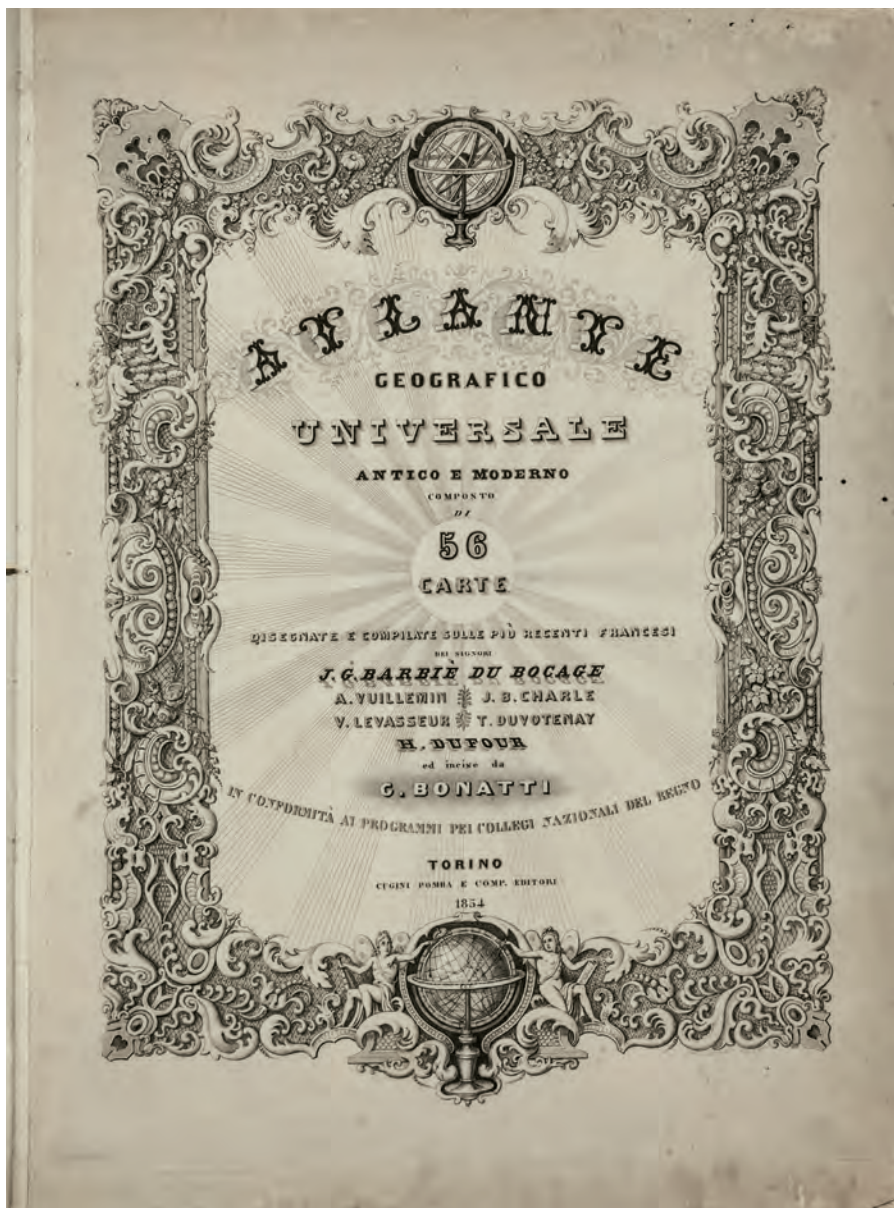 ATLANTE
GEOGRAFICO
UNIVERSALE
ANTICO E MODERNO
COMPOSTO
DI
56
CARTE
DISEGNATE E COMPILATE SULLE PIÙ RECENTI FRANCESI
DEI SIGNORI
J. G. BARBIÈ DU BOCAGE
A. VUILLEMIN J. B. CHARLE
V. LEVASSEUR T. DUVOTENAY
H. DUFOUR
ed incise da
G. BONATTI
IN CONFORMITÀ AI PROGRAMMI PEI COLLEGI NAZIONALI DEL REGNO
TORINO
CUGINI POMBA E COMP. EDITORI
1854